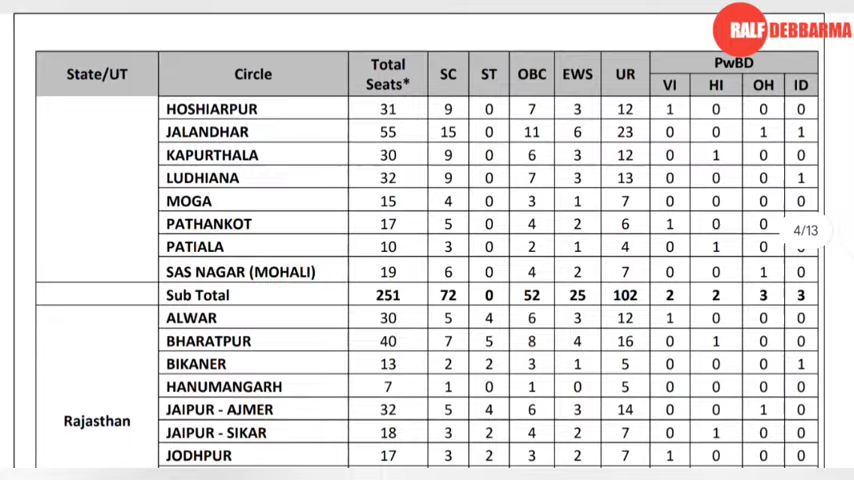 RALF DEBBARMA
State/UT Circle Total Seats* SC ST OBC EWS UR PwBD
VI HI OH ID
HOSHIARPUR 31 9 0 7 3 12 1 0 0 0
JALANDHAR 55 15 0 11 6 23 0 0 1 1
KAPURTHALA 30 9 0 6 3 12 0 1 0 0
LUDHIANA 32 9 0 7 3 13 0 0 0 1
MOGA 15 4 0 3 1 7 0 0 0 0
PATHANKOT 17 5 0 4 2 6 1 0 0
4/13
PATIALA 10 3 0 2 1 4 0 1 0
SAS NAGAR (MOHALI) 19 6 0 4 2 7 0 0 1 0
Sub Total 251 72 0 52 25 102 2 2 3 3
ALWAR 30 5 4 6 3 12 1 0 0 0
BHARATPUR 40 7 5 8 4 16 0 1 0 0
BIKANER 13 2 2 3 1 5 0 0 0 1
HANUMANGARH 7 1 0 1 0 5 0 0 0 0
JAIPUR - AJMER 32 5 4 6 3 14 0 0 1 0
Rajasthan
JAIPUR - SIKAR 18 3 2 4 2 7 0 1 0 0
JODHPUR 17 3 2 3 2 7 1 0 0 0